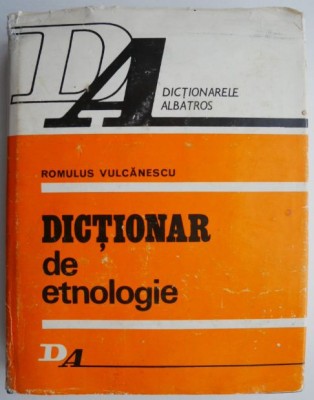 DA
DICȚIONARELE
ALBATROS
ROMULUS VULCĂNESCU
DICȚIONAR
de
etnologie
DA